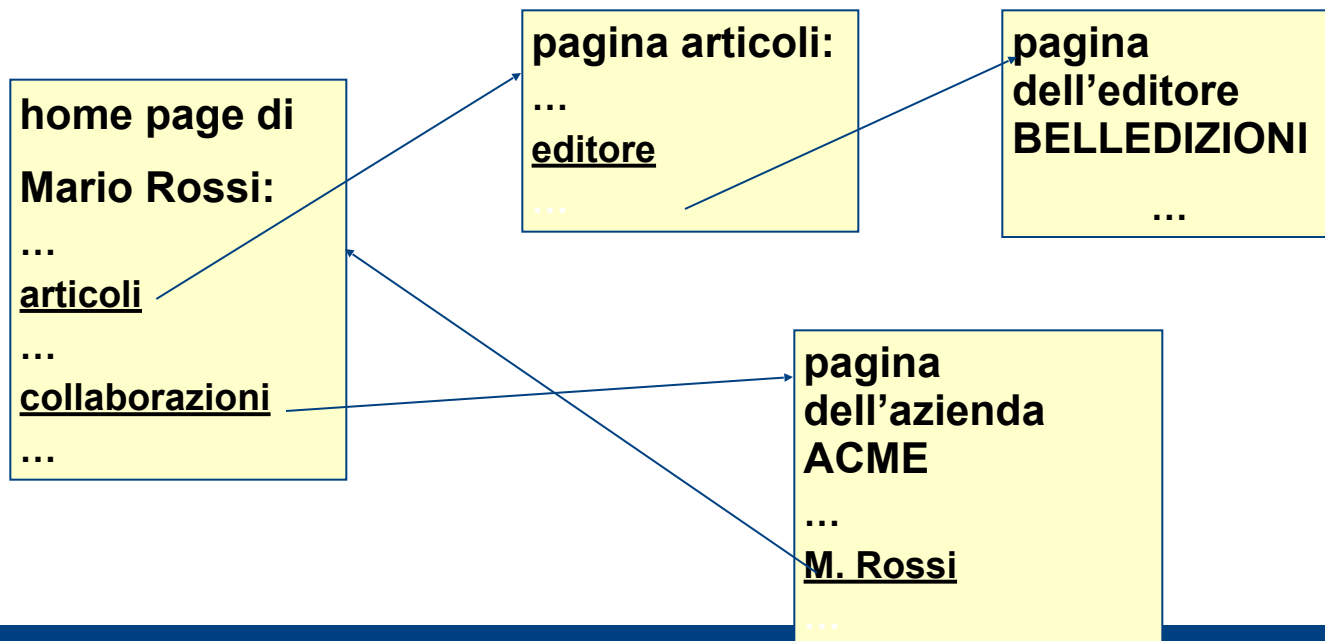 home page di
Mario Rossi:
…
articoli
…
collaborazioni
…
pagina articoli:
…
editore
…
pagina
dell’editore
BELLEDIZIONI
…
pagina
dell’azienda
ACME
…
M. Rossi
…